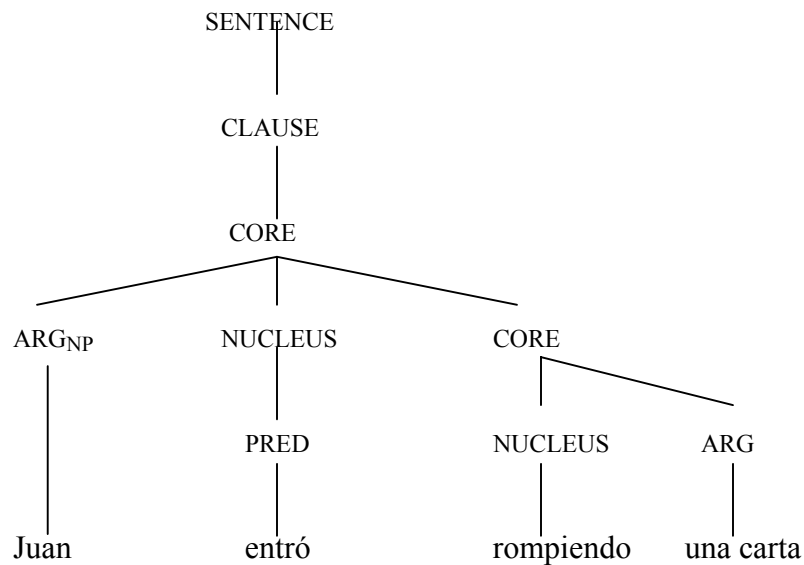 SENTENCE
CLAUSE
CORE
ARGNP NUCLEUS CORE
PRED NUCLEUS ARG
Juan entró rompiendo una carta